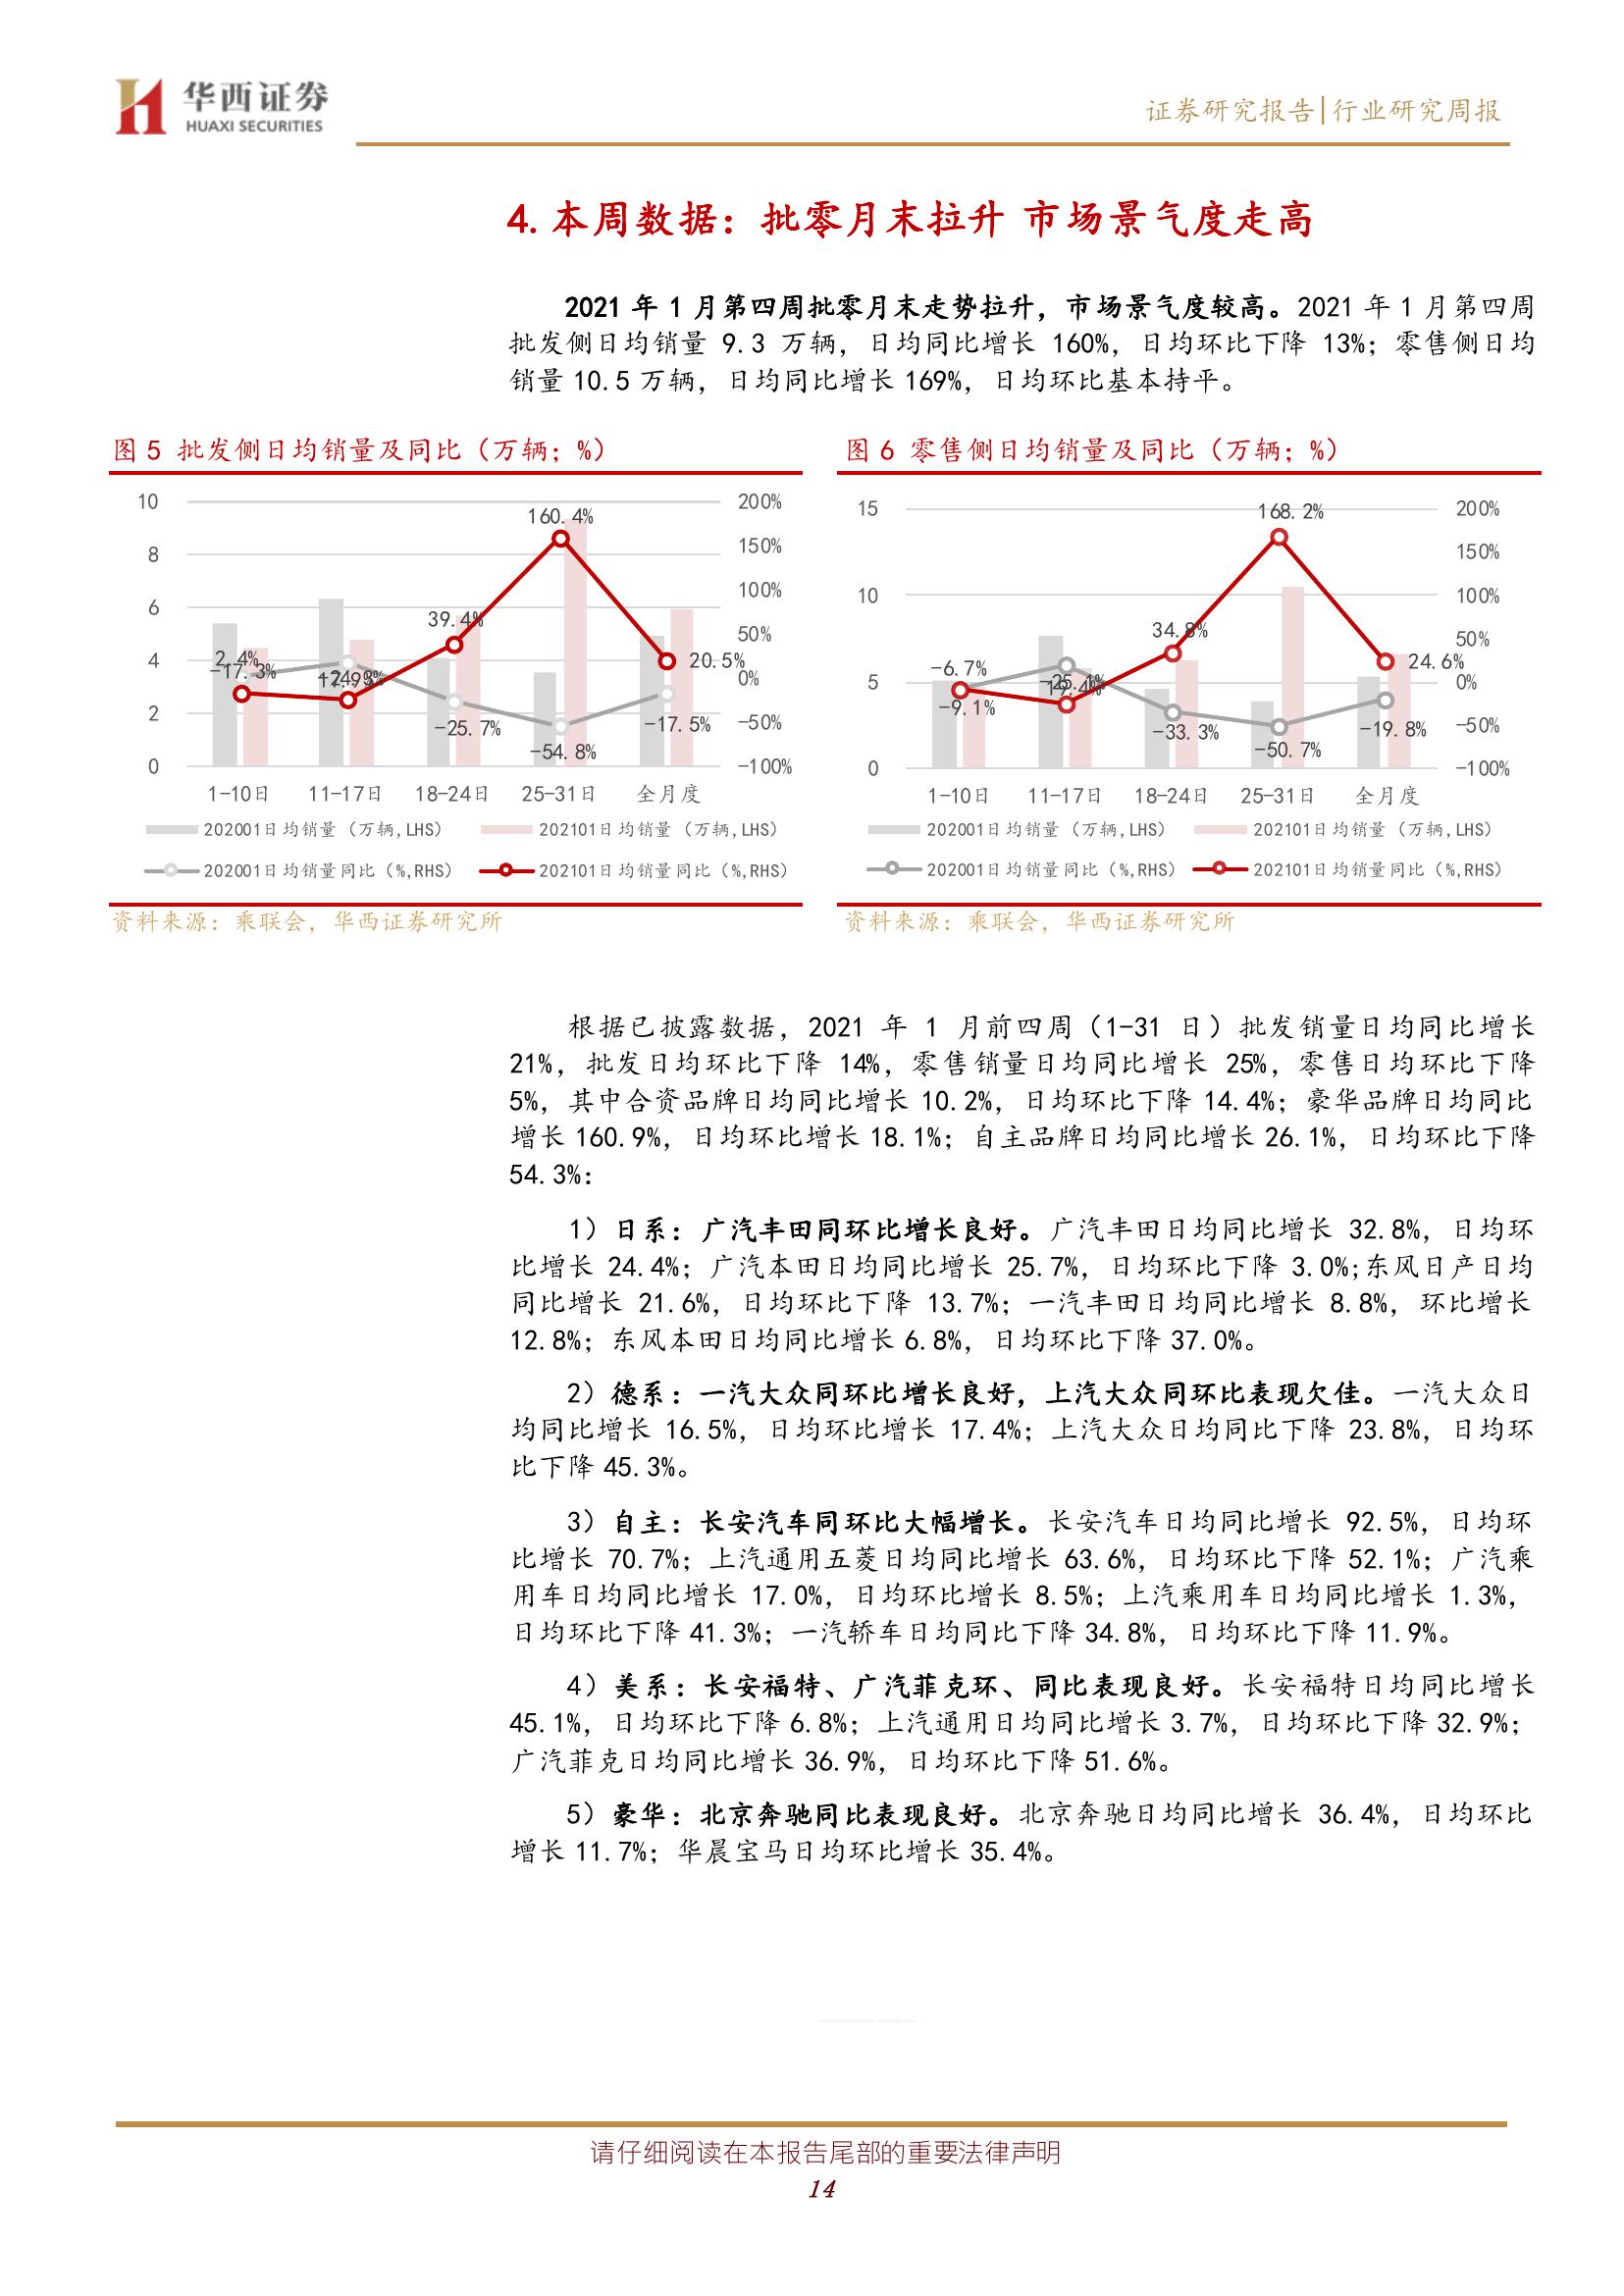 华西证券
HUAXI SECURITIES
证券研究报告|行业研究周报
4. 本周数据：批零月末拉升 市场景气度走高
2021 年 1 月第四周批零月末走势拉升，市场景气度较高。2021 年 1 月第四周
批发侧日均销量 9.3 万辆，日均同比增长 160%，日均环比下降 13%；零售侧日均
销量 10.5 万辆，日均同比增长 169%，日均环比基本持平。
图 5 批发侧日均销量及同比（万辆；%）
10
8
6
4
2
0
200%
150%
100%
50%
0%
-50%
-100%
2.4%
-17.3%
39.4%
160.4%
20.5%
-25.7%
-54.8%
-17.5%
1-10日
11-17日
18-24日
25-31日
全月度
202001日均销量（万辆,LHS）
202101日均销量（万辆,LHS）
202001日均销量同比（%,RHS）
202101日均销量同比（%,RHS）
资料来源：乘联会，华西证券研究所
图 6 零售侧日均销量及同比（万辆；%）
15
10
5
0
200%
150%
100%
50%
0%
-50%
-100%
-6.7%
-9.1%
-25.1%
19.4%
34.8%
168.2%
24.6%
-33.3%
-50.7%
-19.8%
1-10日
11-17日
18-24日
25-31日
全月度
202001日均销量（万辆,LHS）
202101日均销量（万辆,LHS）
202001日均销量同比（%,RHS）
202101日均销量同比（%,RHS）
资料来源：乘联会，华西证券研究所
根据已披露数据，2021 年 1 月前四周（1-31 日）批发销量日均同比增长
21%，批发日均环比下降 14%，零售销量日均同比增长 25%，零售日均环比下降
5%，其中合资品牌日均同比增长 10.2%，日均环比下降 14.4%；豪华品牌日均同比
增长 160.9%，日均环比增长 18.1%；自主品牌日均同比增长 26.1%，日均环比下降
54.3%：
1）日系：广汽丰田同环比增长良好。广汽丰田日均同比增长 32.8%，日均环
比增长 24.4%；广汽本田日均同比增长 25.7%，日均环比下降 3.0%;东风日产日均
同比增长 21.6%，日均环比下降 13.7%；一汽丰田日均同比增长 8.8%，环比增长
12.8%；东风本田日均同比增长 6.8%，日均环比下降 37.0%。
2）德系：一汽大众同环比增长良好，上汽大众同环比表现欠佳。一汽大众日
均同比增长 16.5%，日均环比增长 17.4%；上汽大众日均同比下降 23.8%，日均环
比下降 45.3%。
3）自主：长安汽车同环比大幅增长。长安汽车日均同比增长 92.5%，日均环
比增长 70.7%；上汽通用五菱日均同比增长 63.6%，日均环比下降 52.1%；广汽乘
用车日均同比增长 17.0%，日均环比增长 8.5%；上汽乘用车日均同比增长 1.3%，
日均环比下降 41.3%；一汽轿车日均同比下降 34.8%，日均环比下降 11.9%。
4）美系：长安福特、广汽菲克环、同比表现良好。长安福特日均同比增长
45.1%，日均环比下降 6.8%；上汽通用日均同比增长 3.7%，日均环比下降 32.9%；
广汽菲克日均同比增长 36.9%，日均环比下降 51.6%。
5）豪华：北京奔驰同比表现良好。北京奔驰日均同比增长 36.4%，日均环比
增长 11.7%；华晨宝马日均环比增长 35.4%。
请仔细阅读在本报告尾部的重要法律声明
14